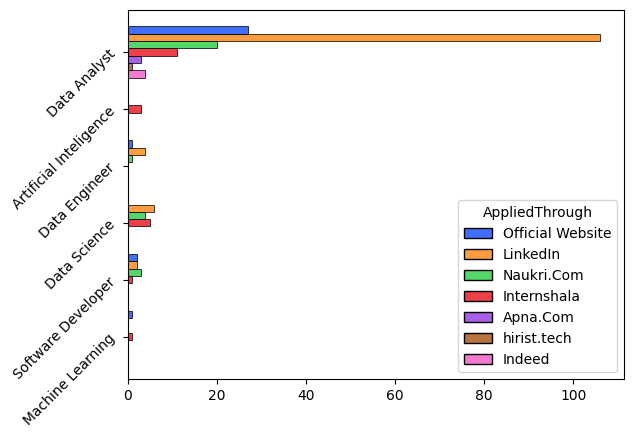 Data Analyst
Artificial Inteligence
Data Engineer
Data Science
Software Developer
Machine Learning
0 20 40 60 80 100
AppliedThrough
Official Website
LinkedIn
Naukri.Com
Internshala
Apna.Com
hirist.tech
Indeed